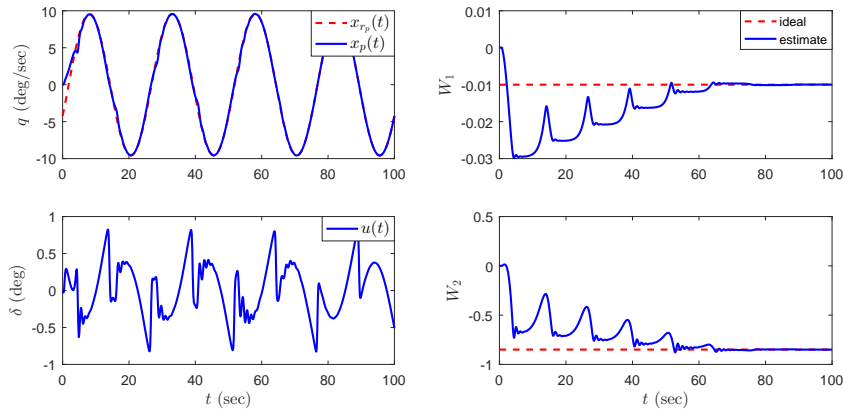 10
5
0
-5
-10
q (deg/sec)
x_{r_p}(t)
x_p(t)
0 20 40 60 80 100
0
-0.01
-0.01
-0.02
-0.03
W_1
ideal
estimate
0 20 40 60 80 100
1
0.5
0
-0.5
-1
δ (deg)
u(t)
0 20 40 60 80 100
t (sec)
0.5
0
-0.5
-1
W_2
0 20 40 60 80 100
t (sec)